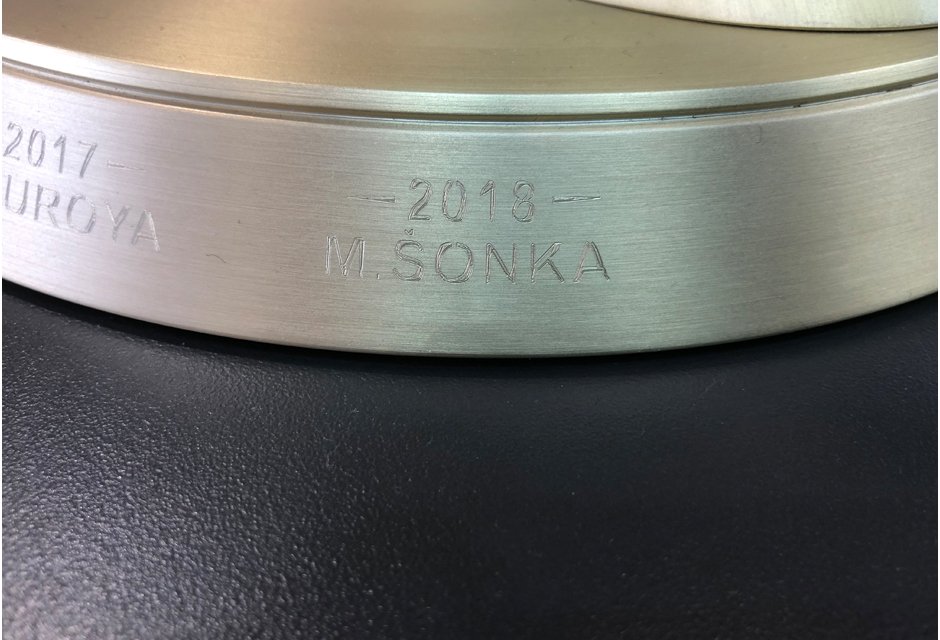 2017 —
UROYA
— 2018 —
M. ŠONKA